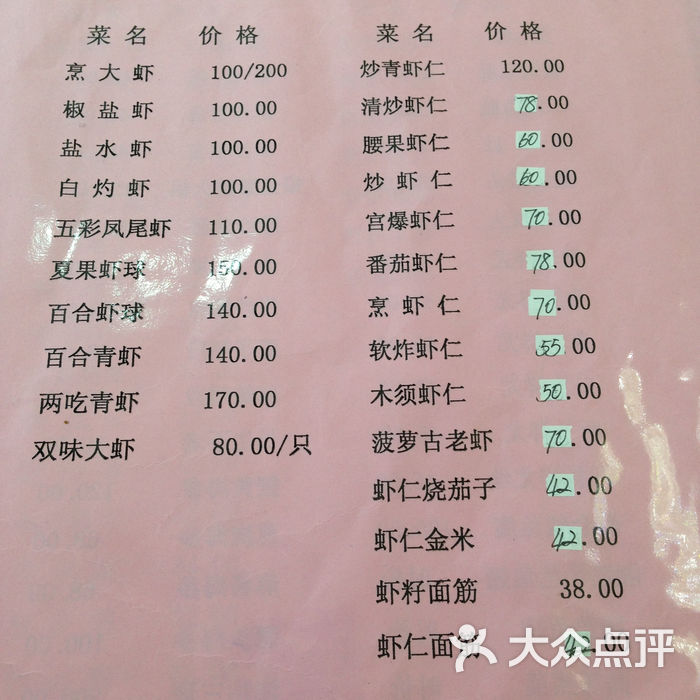 菜名 价格
烹大虾 100/200
椒盐虾 100.00
盐水虾 100.00
白灼虾 100.00
五彩凤尾虾 110.00
夏果虾球 150.00
百合虾球 140.00
百合青虾 140.00
两吃青虾 170.00
双味大虾 80.00/只
菜名 价格
炒青虾仁 120.00
清炒虾仁 78.00
腰果虾仁 60.00
炒虾仁 60.00
宫爆虾仁 70.00
番茄虾仁 78.00
烹虾仁 70.00
软炸虾仁 55.00
木须虾仁 50.00
菠萝古老虾 70.00
虾仁烧茄子 42.00
虾仁金米 42.00
虾籽面筋 38.00
虾仁面筋 42.00
大众点评